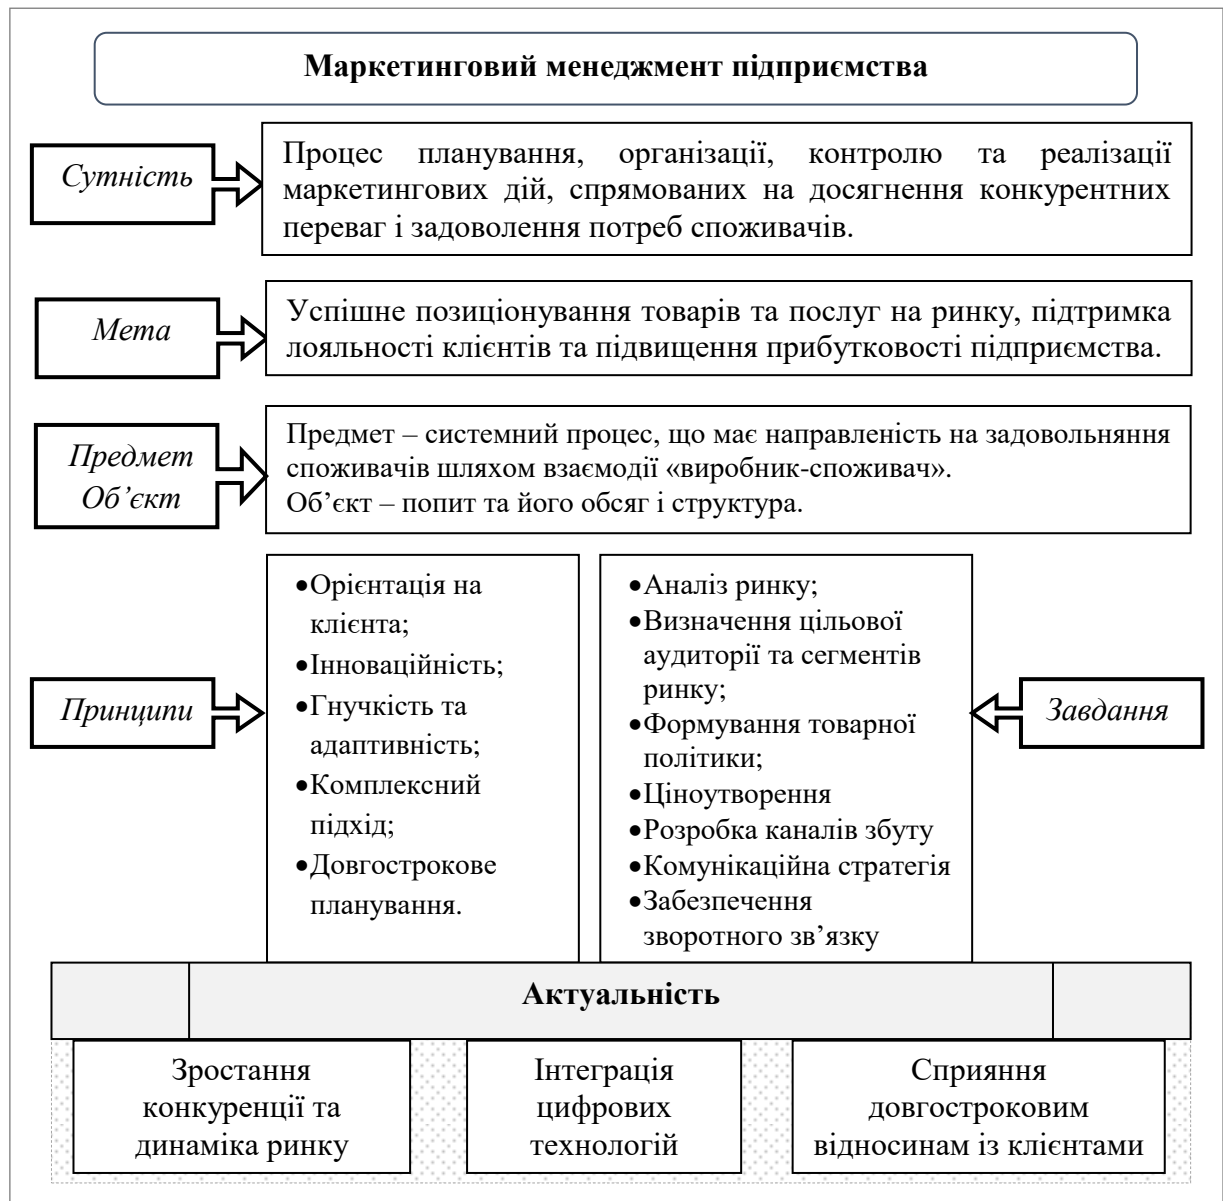 Маркетинговий менеджмент підприємства
Сутність
Процес планування, організації, контролю та реалізації
маркетингових дій, спрямованих на досягнення конкурентних
переваг і задоволення потреб споживачів.
Мета
Успішне позиціонування товарів та послуг на ринку, підтримка
лояльності клієнтів та підвищення прибутковості підприємства.
Предмет
Об’єкт
Предмет – системний процес, що має направленість на задовольняння
споживачів шляхом взаємодії «виробник-споживач».
Об’єкт – попит та його обсяг і структура.
Принципи
•Орієнтація на
клієнта;
•Інноваційність;
•Гнучкість та
адаптивність;
•Комплексний
підхід;
•Довгострокове
планування.
•Аналіз ринку;
•Визначення цільової
аудиторії та сегментів
ринку;
•Формування товарної
політики;
•Ціноутворення
•Розробка каналів збуту
•Комунікаційна стратегія
•Забезпечення
зворотного зв’язку
Завдання
Актуальність
Зростання
конкуренції та
динаміка ринку
Інтеграція
цифрових
технологій
Сприяння
довгостроковим
відносинам із клієнтами